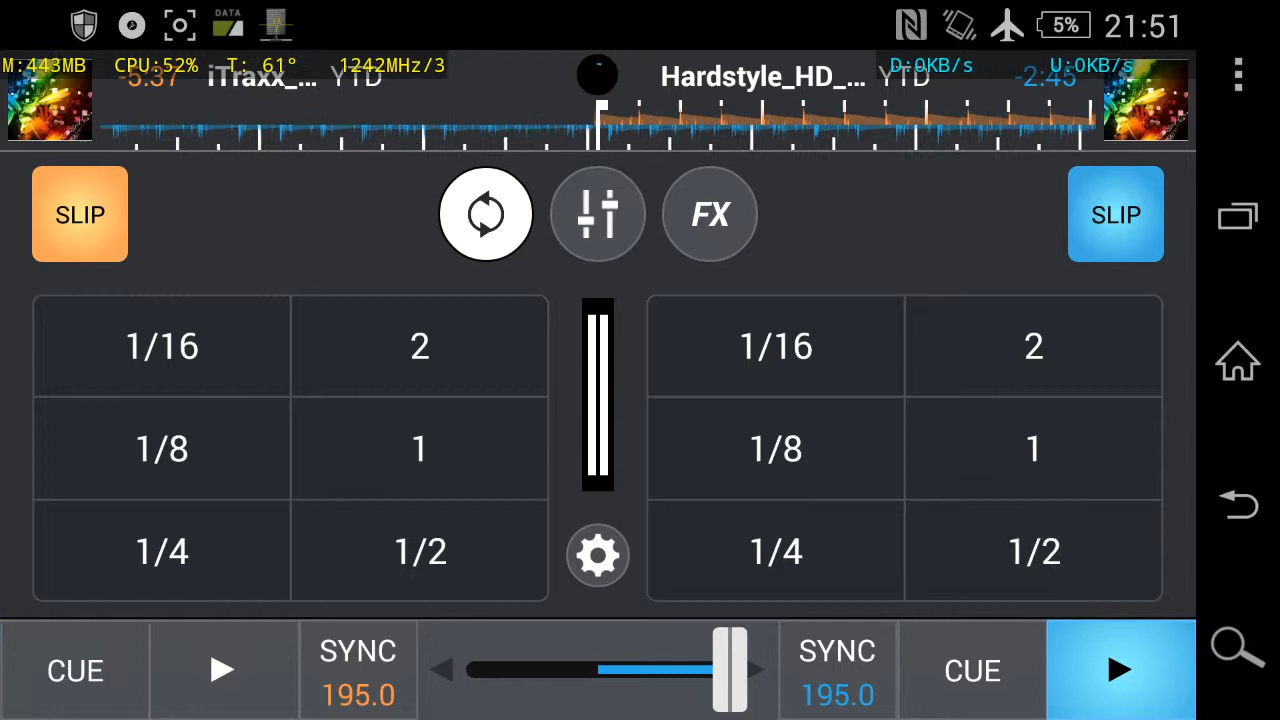 DATA
5%
21:51
M:443MB CPU:52% T: 61° 1242MHz/3
D:0KB/s U:0KB/s
-5:37 iTraxx_... YTD
Hardstyle_HD_... YTD -2:45
SLIP
FX
SLIP
1/16 2
1/16 2
1/8 1
1/8 1
1/4 1/2
1/4 1/2
CUE
SYNC
195.0
SYNC
195.0
CUE